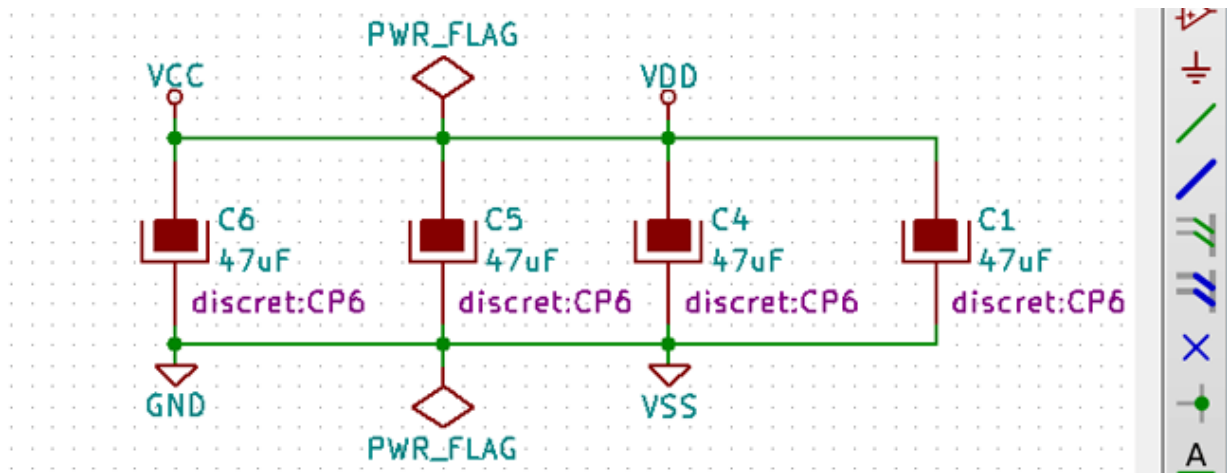 PWR_FLAG
VCC
VDD
C6
47uF
discret:CP6
C5
47uF
discret:CP6
C4
47uF
discret:CP6
C1
47uF
discret:CP6
GND
VSS
PWR_FLAG
A